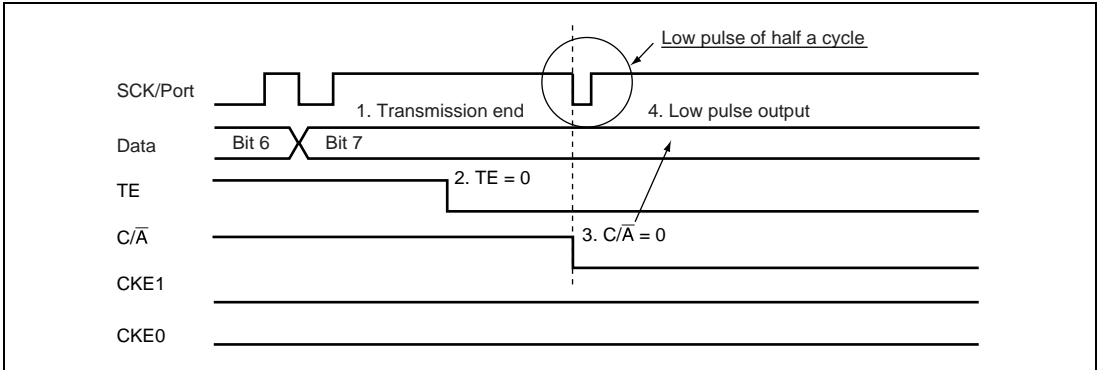 Low pulse of half a cycle
SCK/Port
1. Transmission end
4. Low pulse output
Data
Bit 6
Bit 7
TE
2. TE = 0
C/A̅
3. C/A̅ = 0
CKE1
CKE0